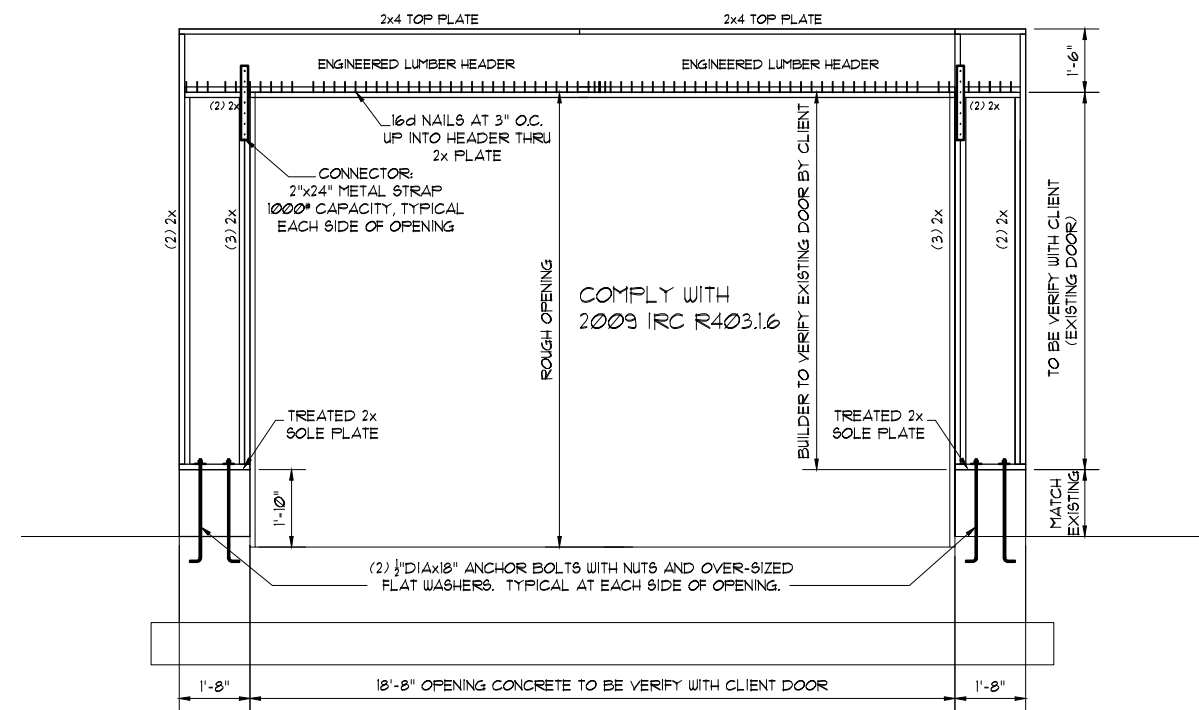 2x4 TOP PLATE
2x4 TOP PLATE
ENGINEERED LUMBER HEADER
ENGINEERED LUMBER HEADER
1'-6"
(2) 2x
(2) 2x
16d NAILS AT 3" O.C.
UP INTO HEADER THRU
2x PLATE
CONNECTOR:
2"x24" METAL STRAP
1000# CAPACITY, TYPICAL
EACH SIDE OF OPENING
(2) 2x
(3) 2x
ROUGH OPENING
COMPLY WITH
2009 IRC R403.1.6
BUILDER TO VERIFY EXISTING DOOR BY CLIENT
(3) 2x
(2) 2x
TO BE VERIFY WITH CLIENT
(EXISTING DOOR)
TREATED 2x
SOLE PLATE
TREATED 2x
SOLE PLATE
1'-10"
MATCH
EXISTING
(2) ½"DIAx18" ANCHOR BOLTS WITH NUTS AND OVER-SIZED
FLAT WASHERS. TYPICAL AT EACH SIDE OF OPENING.
1'-8"
18'-8" OPENING CONCRETE TO BE VERIFY WITH CLIENT DOOR
1'-8"